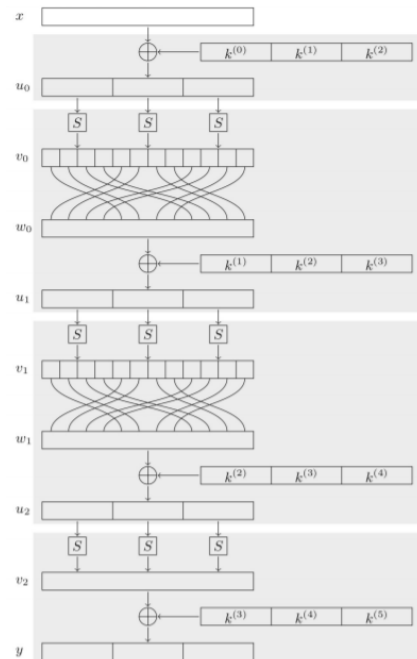 x
k^{(0)} k^{(1)} k^{(2)}
u_0
S S S
v_0
w_0
k^{(1)} k^{(2)} k^{(3)}
u_1
S S S
v_1
w_1
k^{(2)} k^{(3)} k^{(4)}
u_2
S S S
v_2
k^{(3)} k^{(4)} k^{(5)}
y